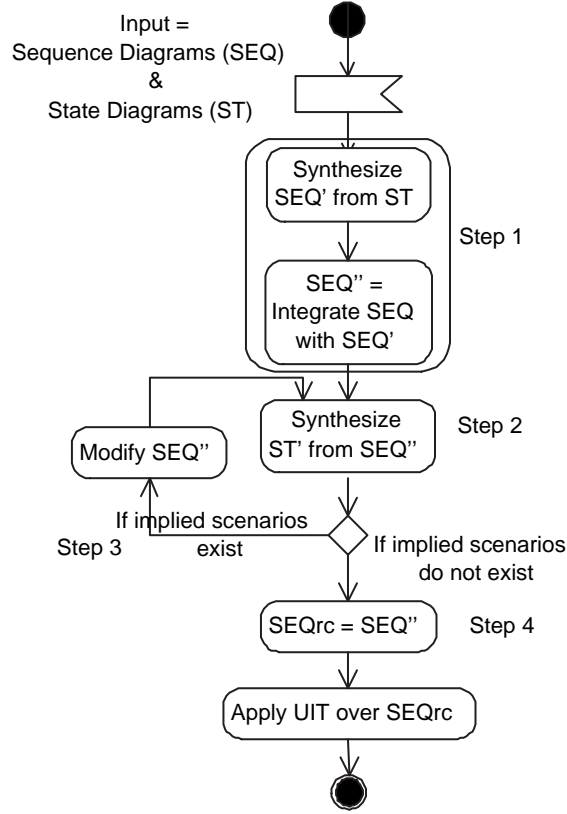 Input =
Sequence Diagrams (SEQ)
&
State Diagrams (ST)
Synthesize
SEQ' from ST
Step 1
SEQ'' =
Integrate SEQ
with SEQ'
Synthesize
ST' from SEQ''
Step 2
Modify SEQ''
If implied scenarios
exist
Step 3
If implied scenarios
do not exist
SEQrc = SEQ''
Step 4
Apply UIT over SEQrc